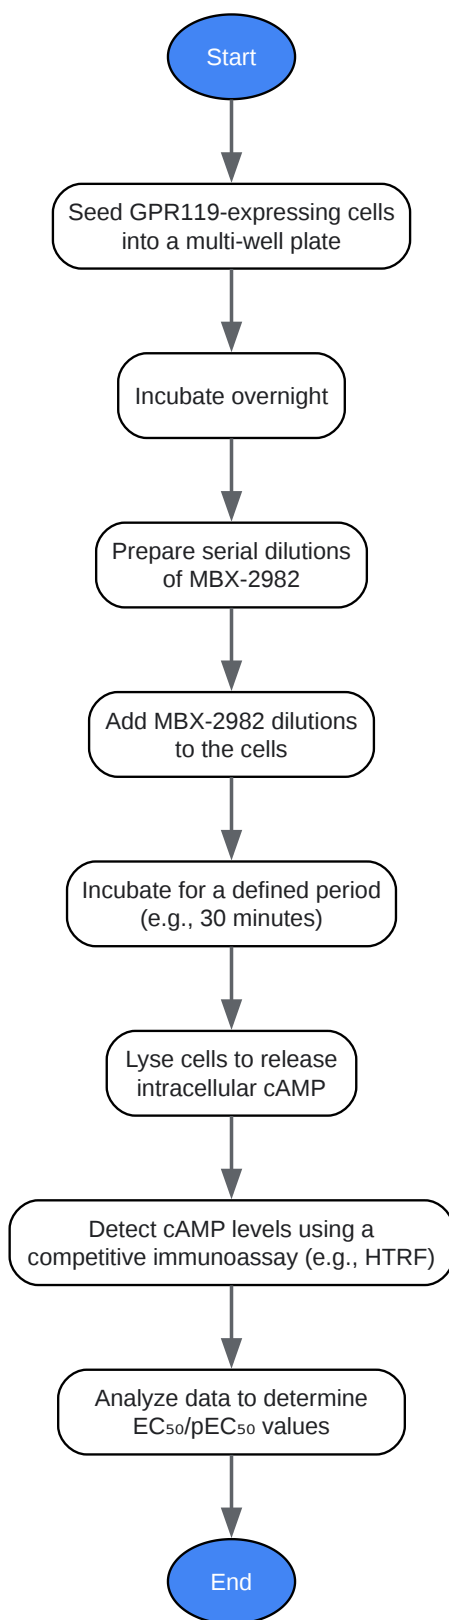 Start
Seed GPR119-expressing cells
into a multi-well plate
Incubate overnight
Prepare serial dilutions
of MBX-2982
Add MBX-2982 dilutions
to the cells
Incubate for a defined period
(e.g., 30 minutes)
Lyse cells to release
intracellular cAMP
Detect cAMP levels using a
competitive immunoassay (e.g., HTRF)
Analyze data to determine
EC₅₀/pEC₅₀ values
End